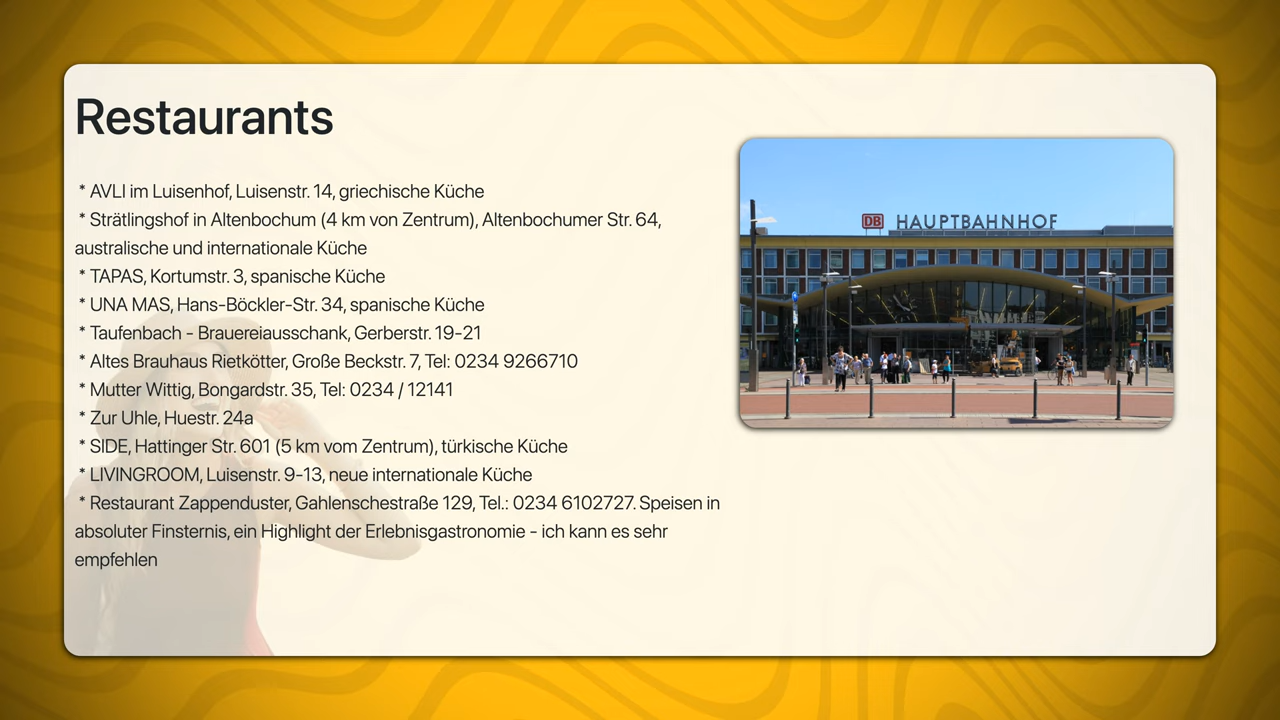 Restaurants
* AVLI im Luisenhof, Luisenstr. 14, griechische Küche
* Strätlingshof in Altenbochum (4 km von Zentrum), Altenbochumer Str. 64,
australische und internationale Küche
* TAPAS, Kortumstr. 3, spanische Küche
* UNA MAS, Hans-Böckler-Str. 34, spanische Küche
* Taufenbach - Brauereiausschank, Gerberstr. 19-21
* Altes Brauhaus Rietkötter, Große Beckstr. 7, Tel: 0234 9266710
* Mutter Wittig, Bongardstr. 35, Tel: 0234 / 12141
* Zur Uhle, Huestr. 24a
* SIDE, Hattinger Str. 601 (5 km vom Zentrum), türkische Küche
* LIVINGROOM, Luisenstr. 9-13, neue internationale Küche
* Restaurant Zappenduster, Gahlenschestraße 129, Tel.: 0234 6102727. Speisen in
absoluter Finsternis, ein Highlight der Erlebnisgastronomie - ich kann es sehr
empfehlen
DB HAUPTBAHNHOF